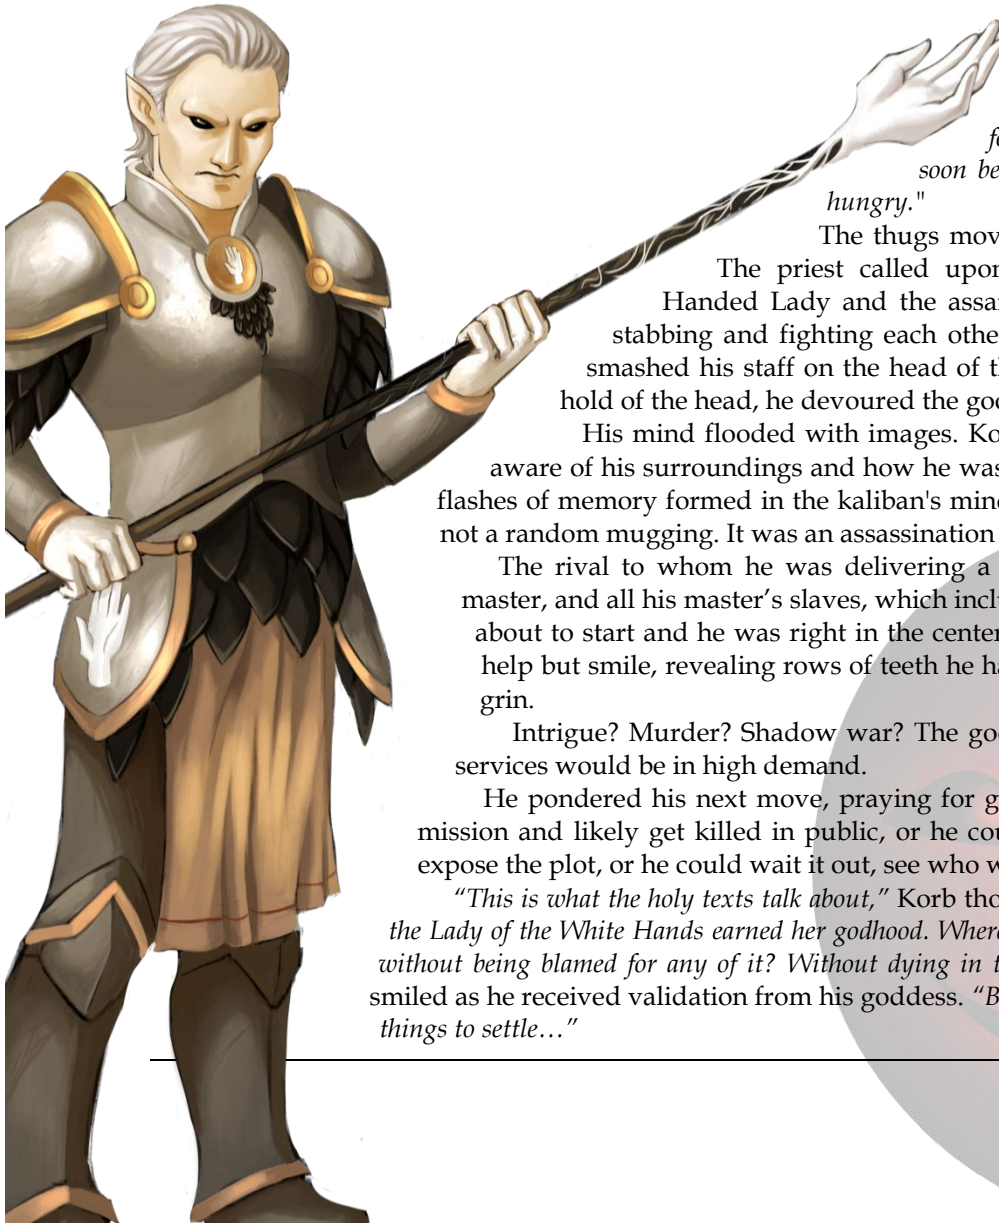 soon be
hungry."
The thugs mov
The priest called upon
Handed Lady and the assa
stabbing and fighting each othe
smashed his staff on the head of t
hold of the head, he devoured the go
His mind flooded with images. Ko
aware of his surroundings and how he was
flashes of memory formed in the kaliban's min
not a random mugging. It was an assassination
The rival to whom he was delivering a
master, and all his master’s slaves, which incl
about to start and he was right in the center
help but smile, revealing rows of teeth he ha
grin.
Intrigue? Murder? Shadow war? The go
services would be in high demand.
He pondered his next move, praying for g
mission and likely get killed in public, or he cou
expose the plot, or he could wait it out, see who w
“This is what the holy texts talk about,” Korb tho
the Lady of the White Hands earned her godhood. Where
without being blamed for any of it? Without dying in t
smiled as he received validation from his goddess. “B
things to settle…”